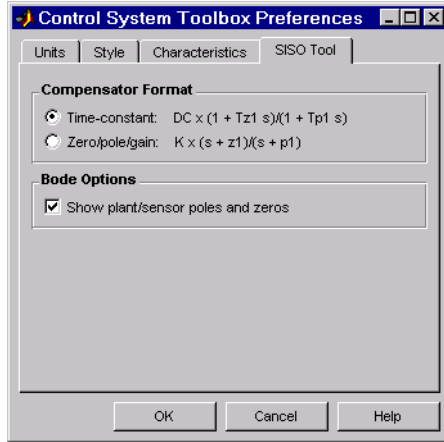 Control System Toolbox Preferences
Units Style Characteristics SISO Tool
Compensator Format
Time-constant: DC x (1 + Tz1 s)/(1 + Tp1 s)
Zero/pole/gain: K x (s + z1)/(s + p1)
Bode Options
Show plant/sensor poles and zeros
OK Cancel Help